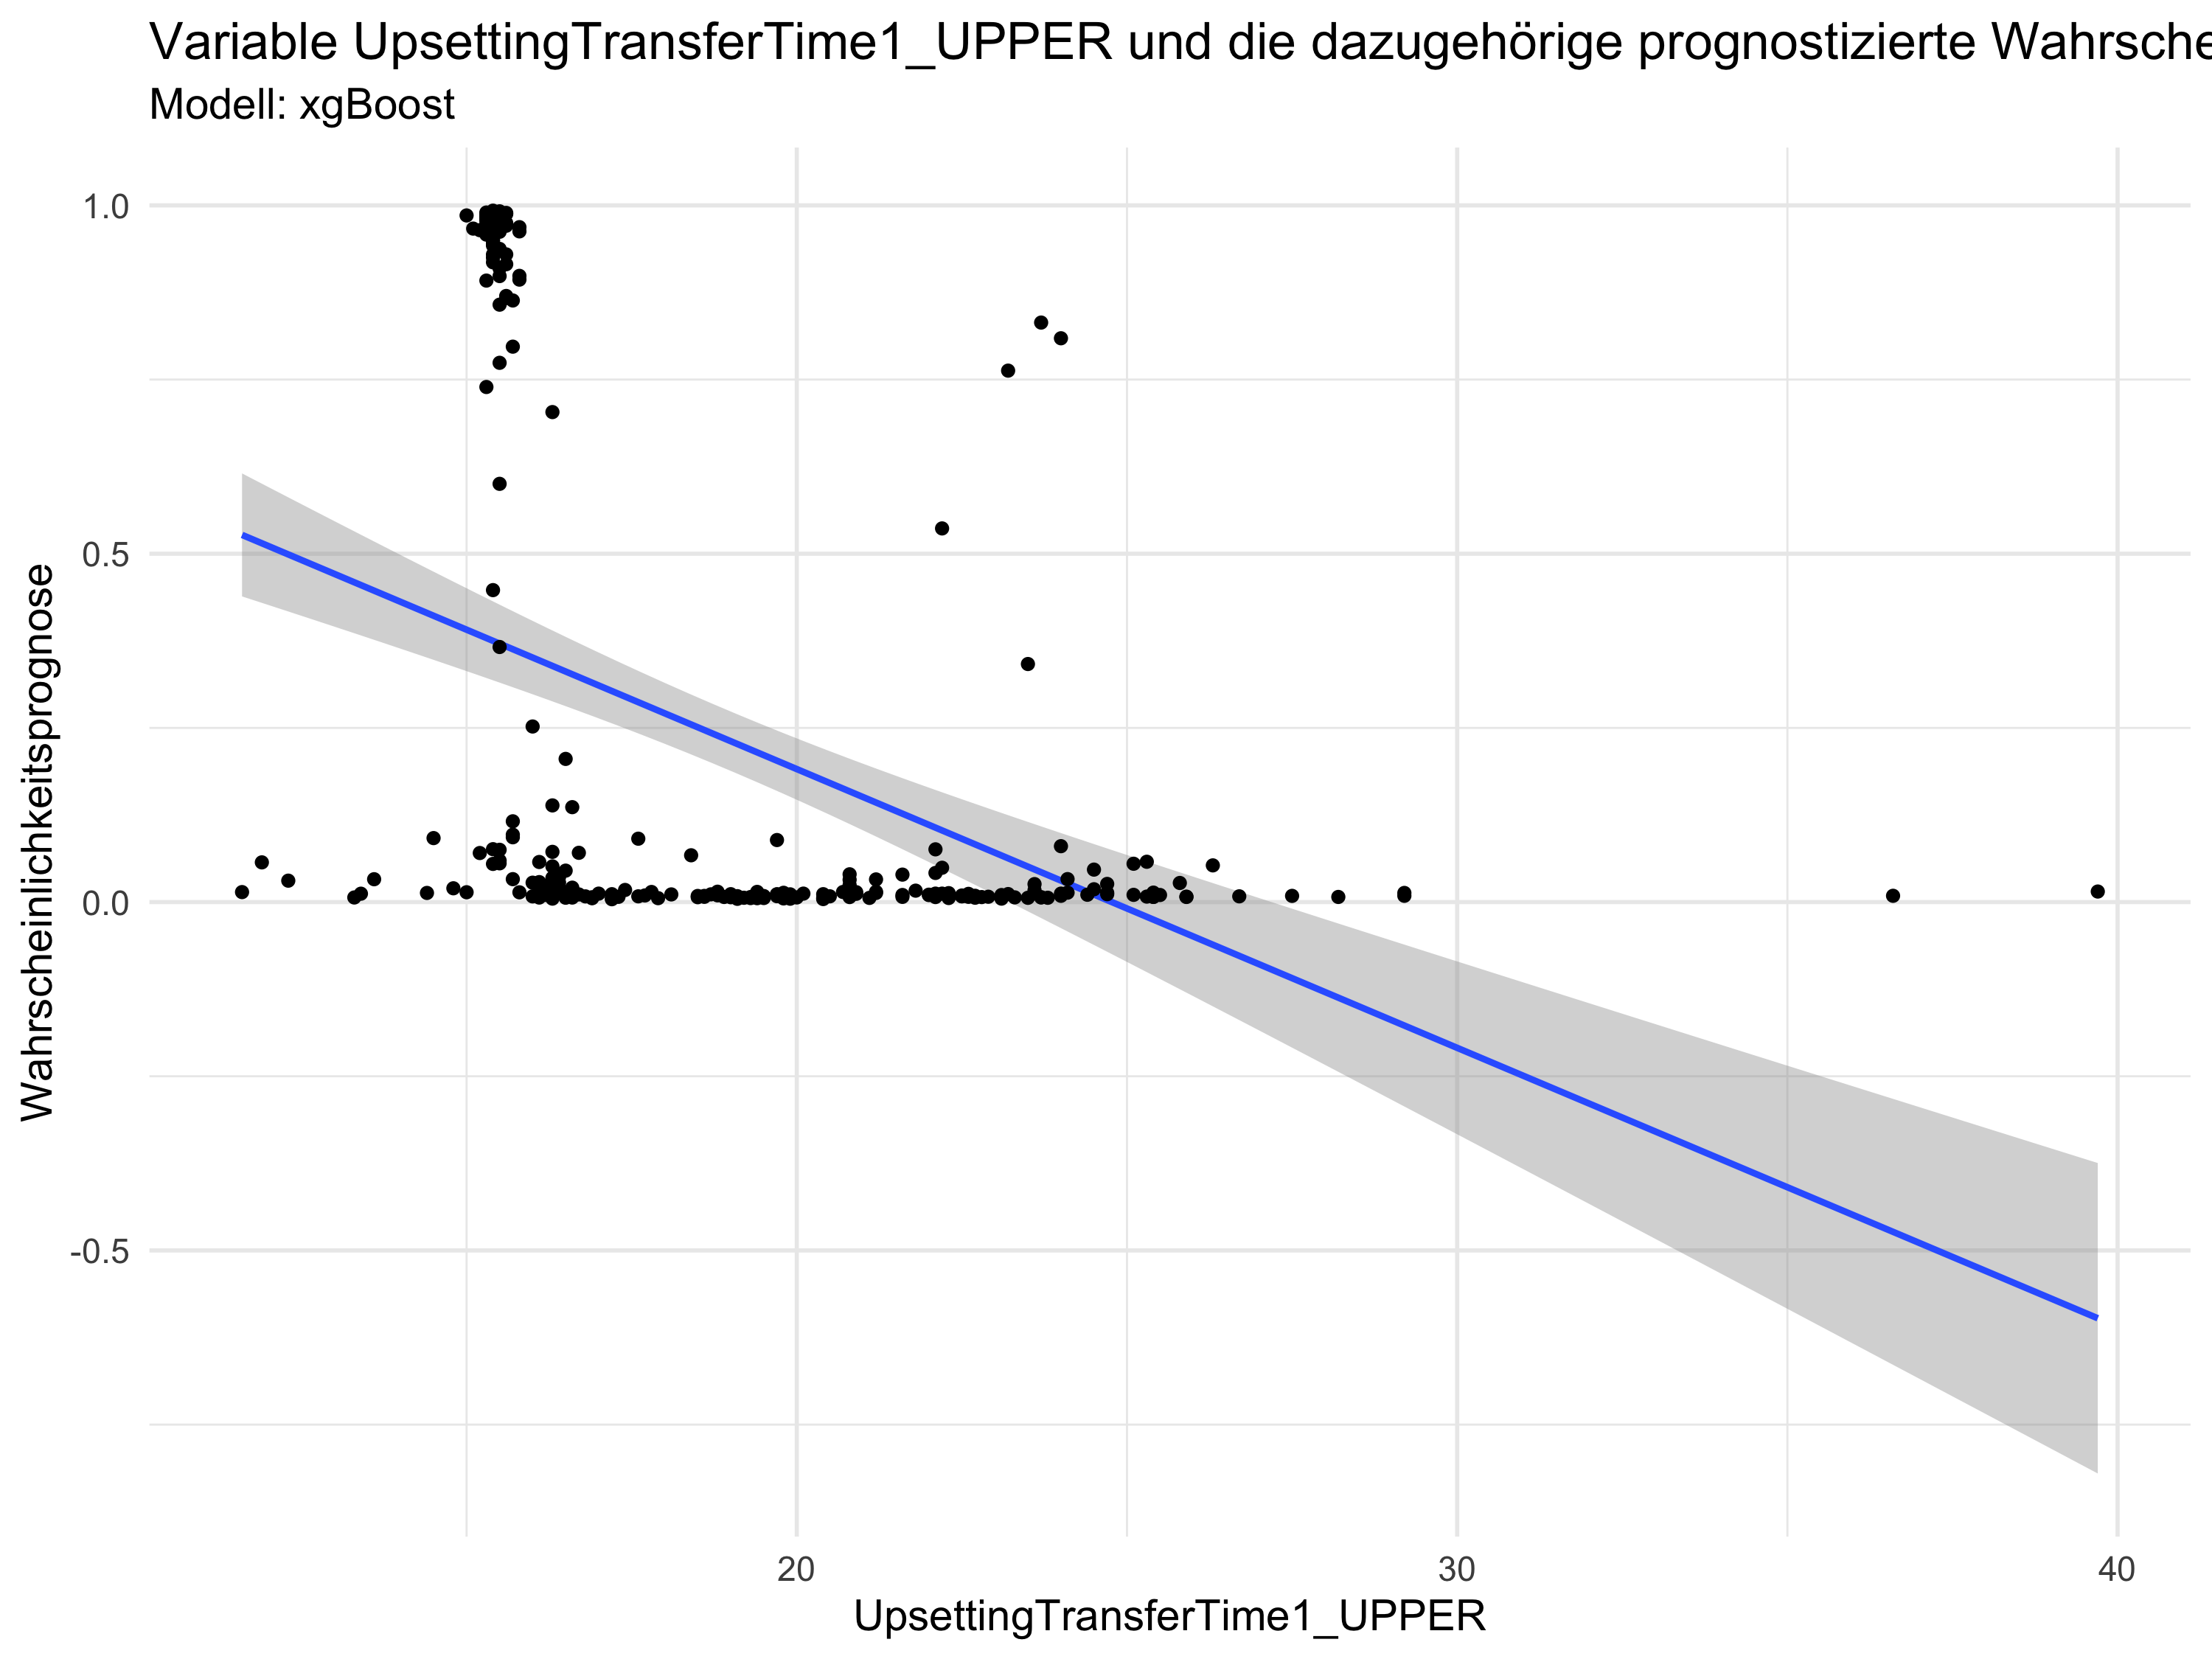 Variable UpsettingTransferTime1_UPPER und die dazugehörige prognostizierte Wahrsche
Modell: xgBoost
Wahrscheinlichkeitsprognose
1.0
0.5
0.0
-0.5
20
30
40
UpsettingTransferTime1_UPPER